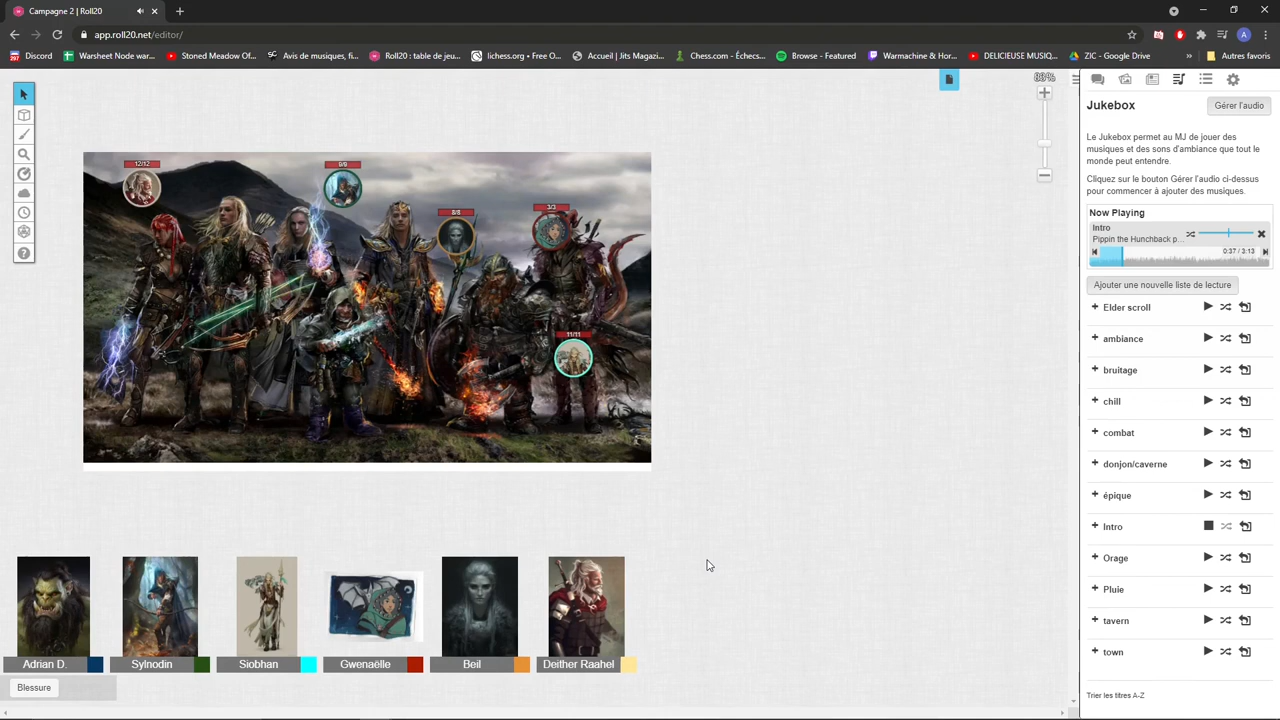 Campagne 2 | Roll20
app.roll20.net/editor/
Discord
Warsheet Node war...
Stoned Meadow Of...
Avis de musiques, fi...
Roll20 : table de jeu...
lichess.org • Free O...
Accueil | Jits Magazi...
Chess.com - Échecs...
Browse - Featured
Warmachine & Hor...
DELICIEUSE MUSIQ...
ZIC - Google Drive
»
Autres favoris
83%
Jukebox
Gérer l'audio
Le Jukebox permet au MJ de jouer des
musiques et des sons d'ambiance que tout le
monde peut entendre.
Cliquez sur le bouton Gérer l'audio ci-dessus
pour commencer à ajouter des musiques.
Now Playing
Intro
Pippin the Hunchback p...
0:37 / 3:13
Ajouter une nouvelle liste de lecture
Elder scroll
ambiance
bruitage
chill
combat
donjon/caverne
épique
Intro
Orage
Pluie
tavern
town
Trier les titres A-Z
12/12
9/9
8/8
3/3
11/11
Adrian D.
Sylnodin
Siobhan
Gwenaëlle
Beil
Deither Raahel
Blessure